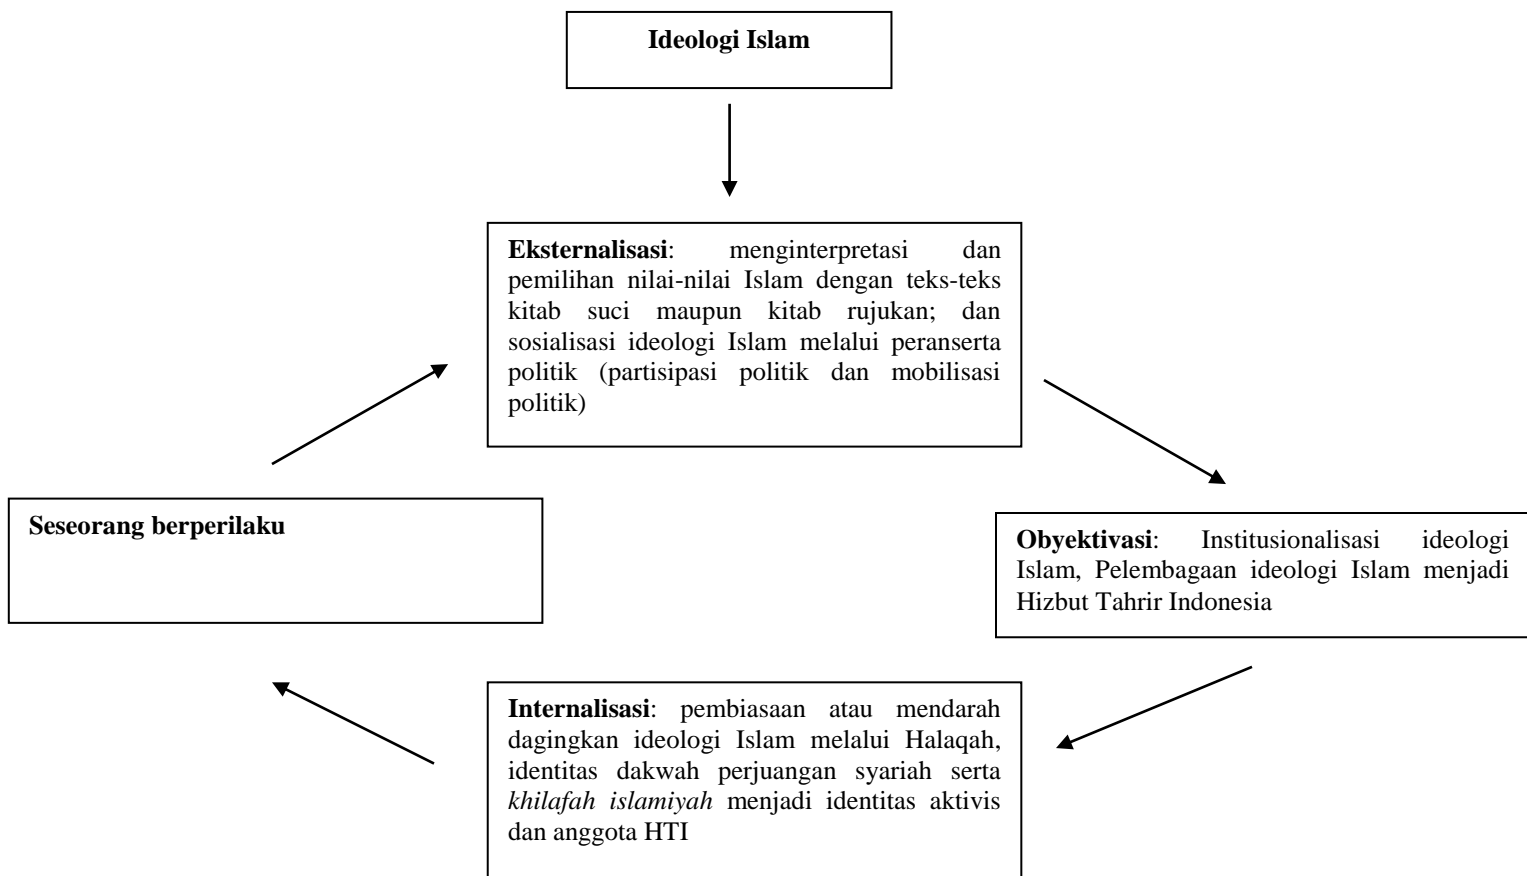 Ideologi Islam
Eksternalisasi: menginterpretasi dan
pemilihan nilai-nilai Islam dengan teks-teks
kitab suci maupun kitab rujukan; dan
sosialisasi ideologi Islam melalui peranserta
politik (partisipasi politik dan mobilisasi
politik)
Seseorang berperilaku
Obyektivasi: Institusionalisasi ideologi
Islam, Pelembagaan ideologi Islam menjadi
Hizbut Tahrir Indonesia
Internalisasi: pembiasaan atau mendarah
dagingkan ideologi Islam melalui Halaqah,
identitas dakwah perjuangan syariah serta
khilafah islamiyah menjadi identitas aktivis
dan anggota HTI